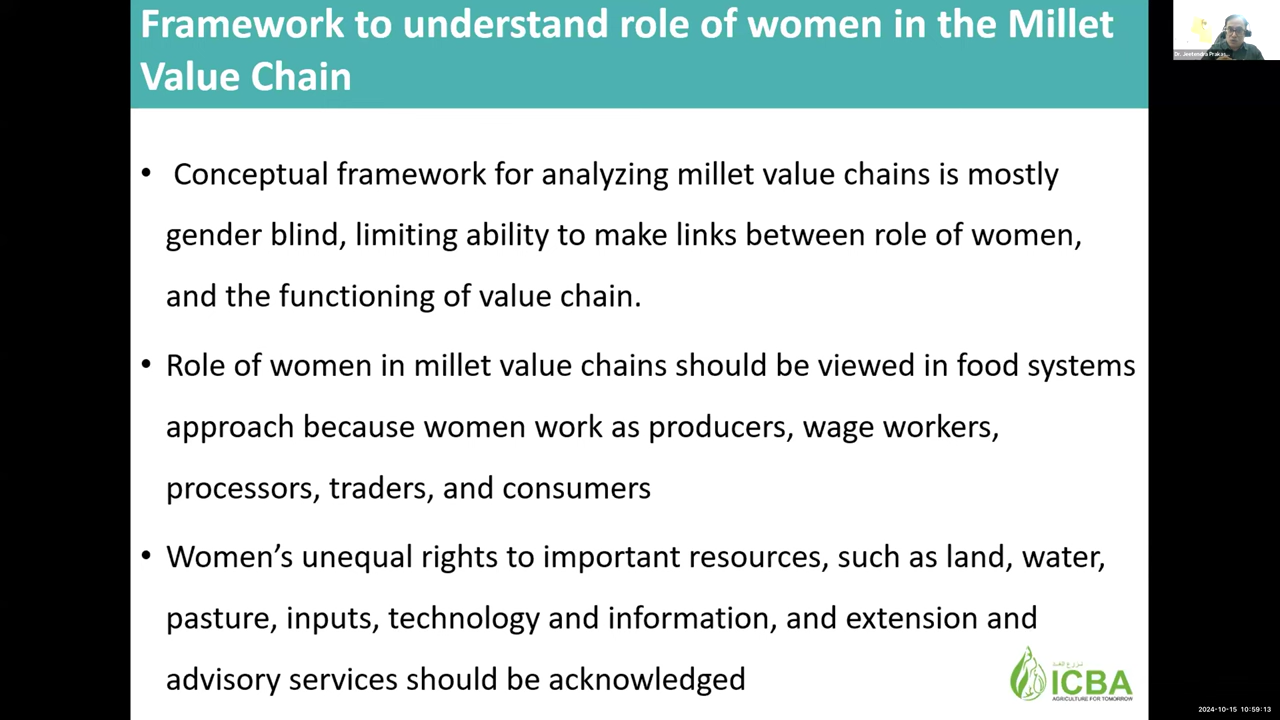 Framework to understand role of women in the Millet
Value Chain
• Conceptual framework for analyzing millet value chains is mostly
gender blind, limiting ability to make links between role of women,
and the functioning of value chain.
• Role of women in millet value chains should be viewed in food systems
approach because women work as producers, wage workers,
processors, traders, and consumers
• Women’s unequal rights to important resources, such as land, water,
pasture, inputs, technology and information, and extension and
advisory services should be acknowledged
ICBA
AGRICULTURE FOR TOMORROW
Dr. Jeetendra Prakas...
2024-10-15 10:59:13